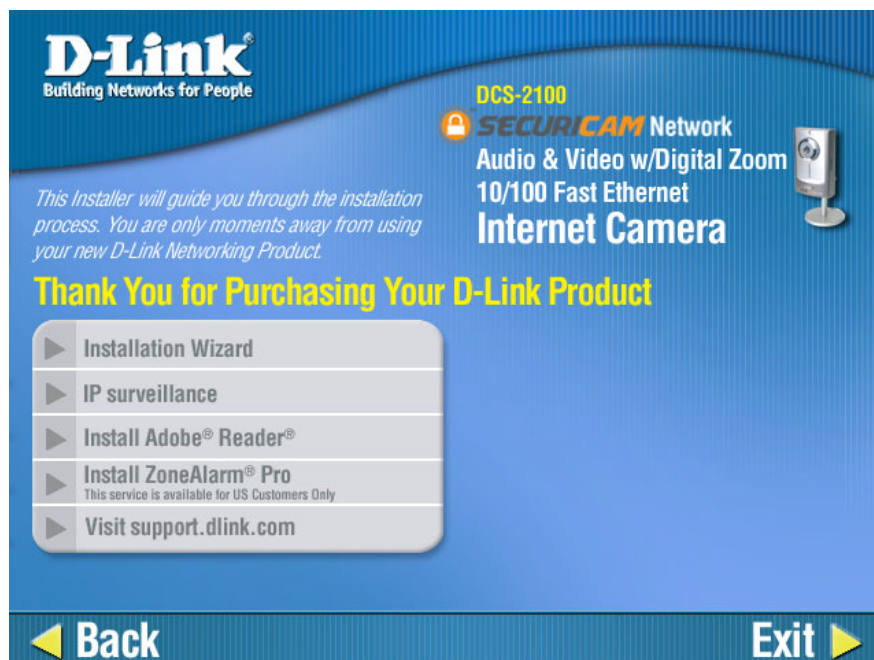 D-Link®
Building Networks for People
DCS-2100
SECURICAM Network
Audio & Video w/Digital Zoom
10/100 Fast Ethernet
Internet Camera
This Installer will guide you through the installation
process. You are only moments away from using
your new D-Link Networking Product.
Thank You for Purchasing Your D-Link Product
Installation Wizard
IP surveillance
Install Adobe® Reader®
Install ZoneAlarm® Pro
This service is available for US Customers Only
Visit support.dlink.com
Back
Exit